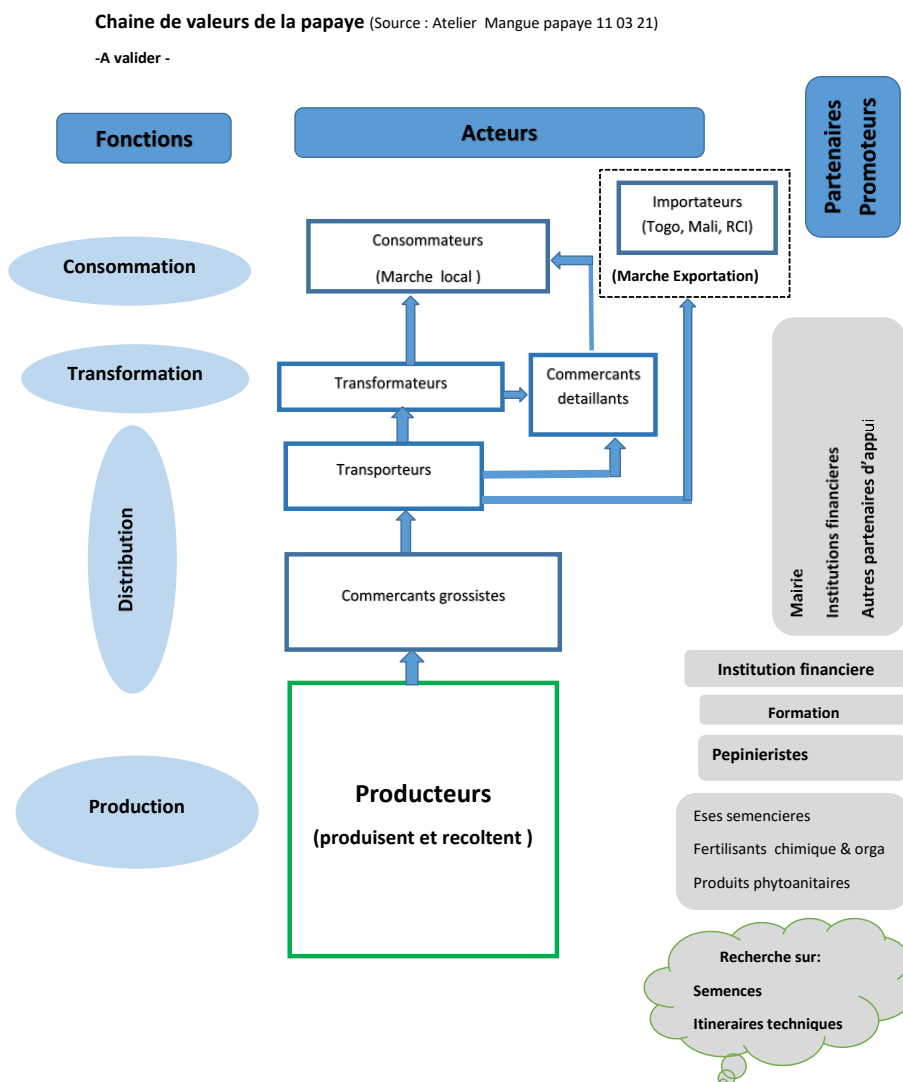 Chaine de valeurs de la papaye (Source : Atelier Mangue papaye 11 03 21)
-A valider -
Fonctions
Acteurs
Partenaires
Promoteurs
Consommation
Consommateurs
(Marche local )
Importateurs
(Togo, Mali, RCI)
(Marche Exportation)
Transformation
Transformateurs
Commercants
detaillants
Distribution
Transporteurs
Commercants grossistes
Mairie
Institutions financieres
Autres partenaires d’appui
Institution financiere
Formation
Pepinieristes
Production
Producteurs
(produisent et recoltent )
Eses semencieres
Fertilisants chimique & orga
Produits phytoanitaires
Recherche sur:
Semences
Itineraires techniques